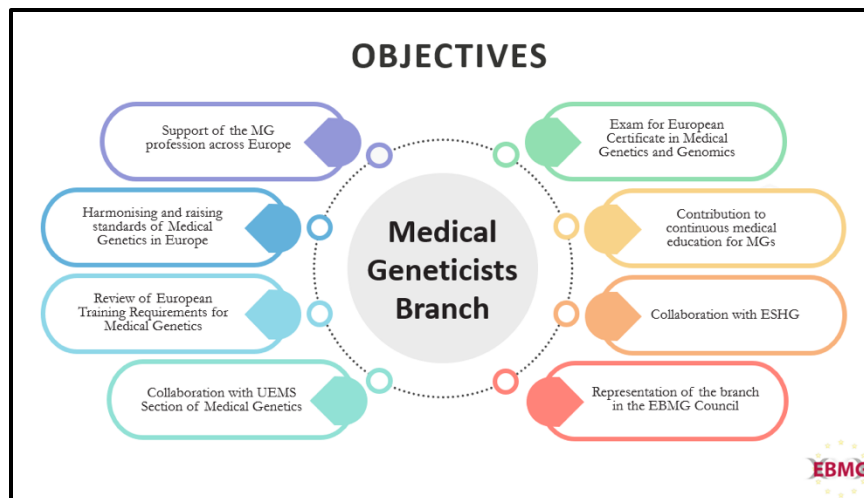 OBJECTIVES
Support of the MG
profession across Europe
Harmonising and raising
standards of Medical
Genetics in Europe
Review of European
Training Requirements for
Medical Genetics
Collaboration with UEMS
Section of Medical Genetics
Medical
Geneticists
Branch
Exam for European
Certificate in Medical
Genetics and Genomics
Contribution to
continuous medical
education for MGs
Collaboration with ESHG
Representation of the branch
in the EBMG Council
EBMG